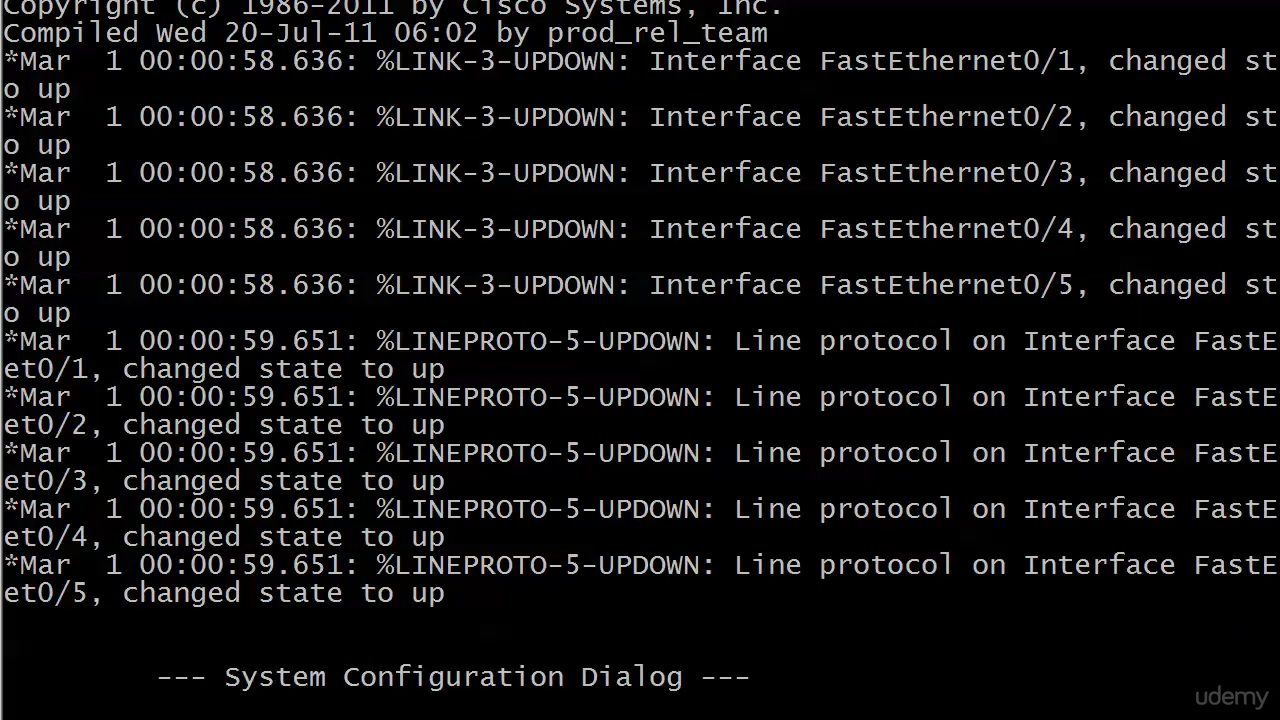 Copyright (c) 1986-2011 by Cisco Systems, Inc.
Compiled Wed 20-Jul-11 06:02 by prod_rel_team
*Mar  1 00:00:58.636: %LINK-3-UPDOWN: Interface FastEthernet0/1, changed st
o up
*Mar  1 00:00:58.636: %LINK-3-UPDOWN: Interface FastEthernet0/2, changed st
o up
*Mar  1 00:00:58.636: %LINK-3-UPDOWN: Interface FastEthernet0/3, changed st
o up
*Mar  1 00:00:58.636: %LINK-3-UPDOWN: Interface FastEthernet0/4, changed st
o up
*Mar  1 00:00:58.636: %LINK-3-UPDOWN: Interface FastEthernet0/5, changed st
o up
*Mar  1 00:00:59.651: %LINEPROTO-5-UPDOWN: Line protocol on Interface FastE
et0/1, changed state to up
*Mar  1 00:00:59.651: %LINEPROTO-5-UPDOWN: Line protocol on Interface FastE
et0/2, changed state to up
*Mar  1 00:00:59.651: %LINEPROTO-5-UPDOWN: Line protocol on Interface FastE
et0/3, changed state to up
*Mar  1 00:00:59.651: %LINEPROTO-5-UPDOWN: Line protocol on Interface FastE
et0/4, changed state to up
*Mar  1 00:00:59.651: %LINEPROTO-5-UPDOWN: Line protocol on Interface FastE
et0/5, changed state to up
--- System Configuration Dialog ---
udemy